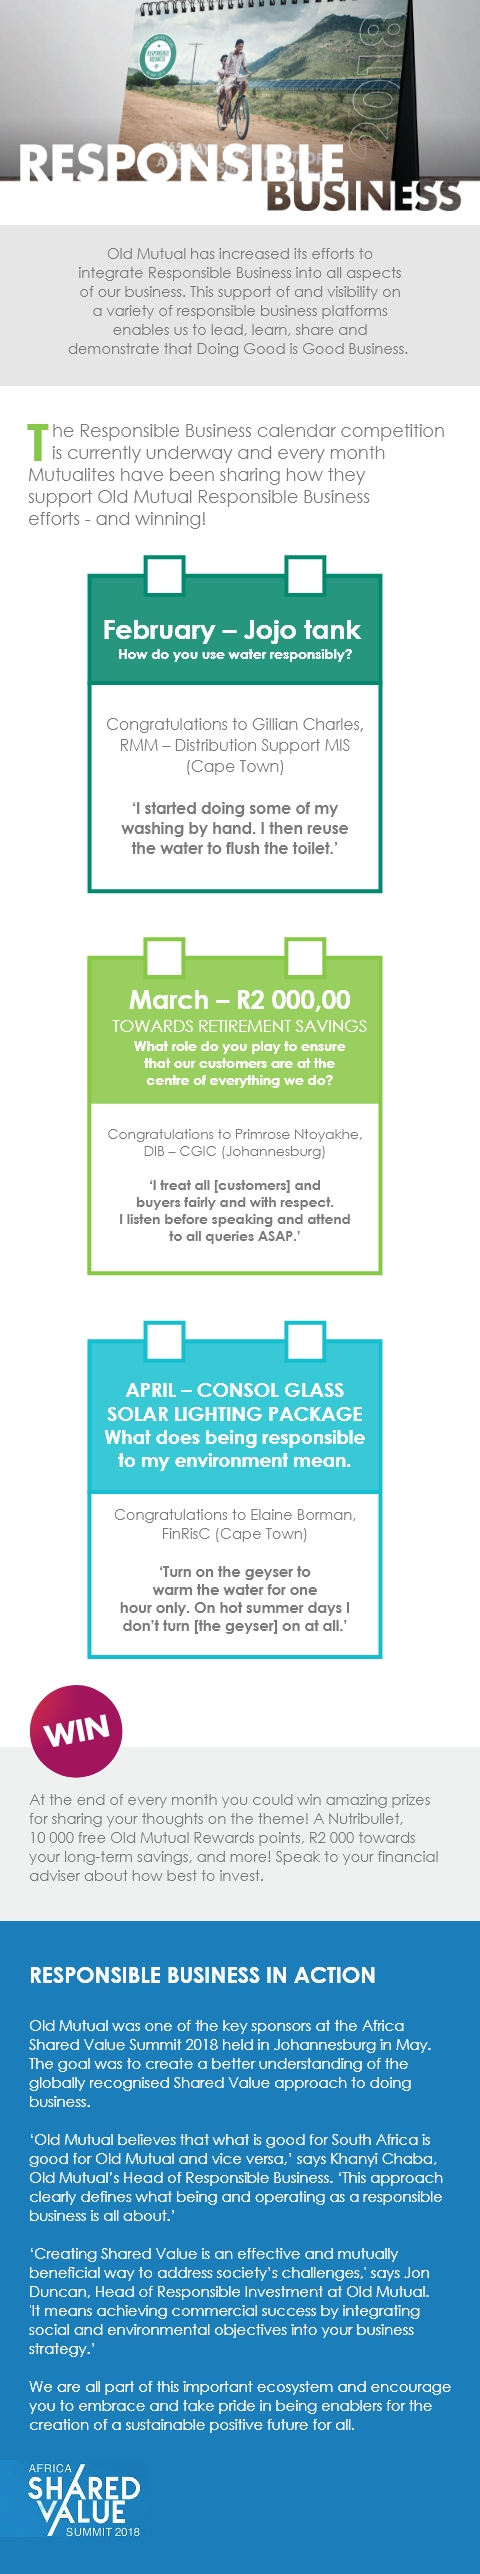 2018
RESPONSIBLE
BUSINESS
RESPONSIBLE
BUSINESS
Old Mutual has increased its efforts to
integrate Responsible Business into all aspects
of our business. This support of and visibility on
a variety of responsible business platforms
enables us to lead, learn, share and
demonstrate that Doing Good is Good Business.
The Responsible Business calendar competition
is currently underway and every month
Mutualites have been sharing how they
support Old Mutual Responsible Business
efforts - and winning!
February – Jojo tank
How do you use water responsibly?
Congratulations to Gillian Charles,
RMM – Distribution Support MIS
(Cape Town)
‘I started doing some of my
washing by hand. I then reuse
the water to flush the toilet.’
March – R2 000,00
TOWARDS RETIREMENT SAVINGS
What role do you play to ensure
that our customers are at the
centre of everything we do?
Congratulations to Primrose Ntoyakhe,
DIB – CGIC (Johannesburg)
‘I treat all [customers] and
buyers fairly and with respect.
I listen before speaking and attend
to all queries ASAP.’
APRIL – CONSOL GLASS
SOLAR LIGHTING PACKAGE
What does being responsible
to my environment mean.
Congratulations to Elaine Borman,
FinRisC (Cape Town)
‘Turn on the geyser to
warm the water for one
hour only. On hot summer days I
don’t turn [the geyser] on at all.’
WIN
At the end of every month you could win amazing prizes
for sharing your thoughts on the theme! A Nutribullet,
10 000 free Old Mutual Rewards points, R2 000 towards
your long-term savings, and more! Speak to your financial
adviser about how best to invest.
RESPONSIBLE BUSINESS IN ACTION
Old Mutual was one of the key sponsors at the Africa
Shared Value Summit 2018 held in Johannesburg in May.
The goal was to create a better understanding of the
globally recognised Shared Value approach to doing
business.
‘Old Mutual believes that what is good for South Africa is
good for Old Mutual and vice versa,’ says Khanyi Chaba,
Old Mutual’s Head of Responsible Business. ‘This approach
clearly defines what being and operating as a responsible
business is all about.’
‘Creating Shared Value is an effective and mutually
beneficial way to address society’s challenges,' says Jon
Duncan, Head of Responsible Investment at Old Mutual.
'It means achieving commercial success by integrating
social and environmental objectives into your business
strategy.’
We are all part of this important ecosystem and encourage
you to embrace and take pride in being enablers for the
creation of a sustainable positive future for all.
AFRICA
SHARED
VALUE
SUMMIT 2018